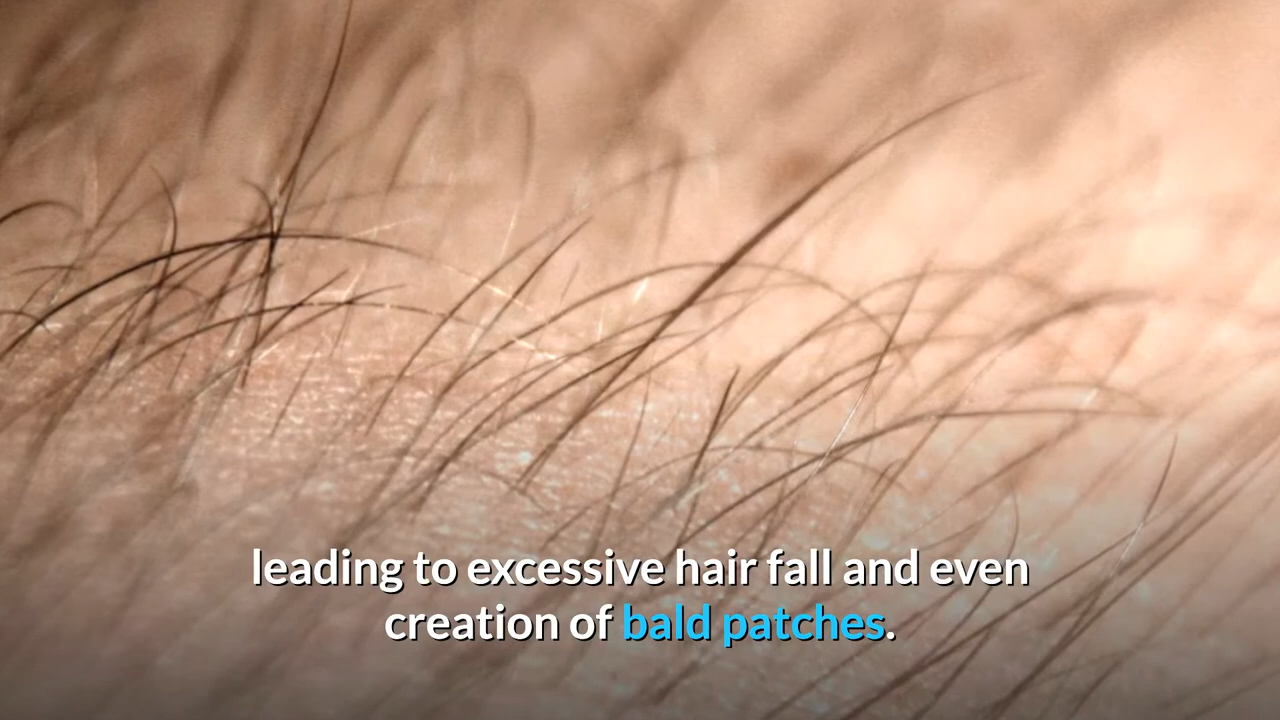 leading to excessive hair fall and even
creation of bald patches.